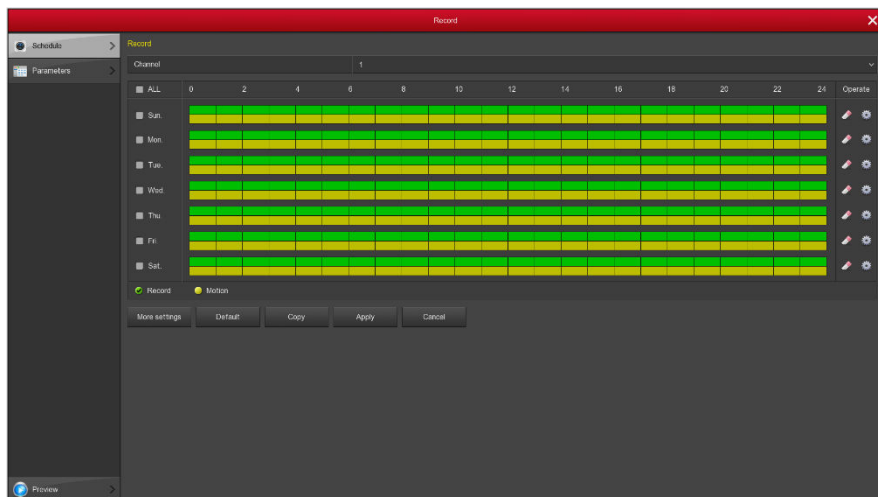 Record
Schedule
Parameters
Record
Channel 1
ALL 0 2 4 6 8 10 12 14 16 18 20 22 24 Operate
Sun.
Mon.
Tue.
Wed.
Thu
Fri
Sat.
Record Motion
More settings Default Copy Apply Cancel
Preview